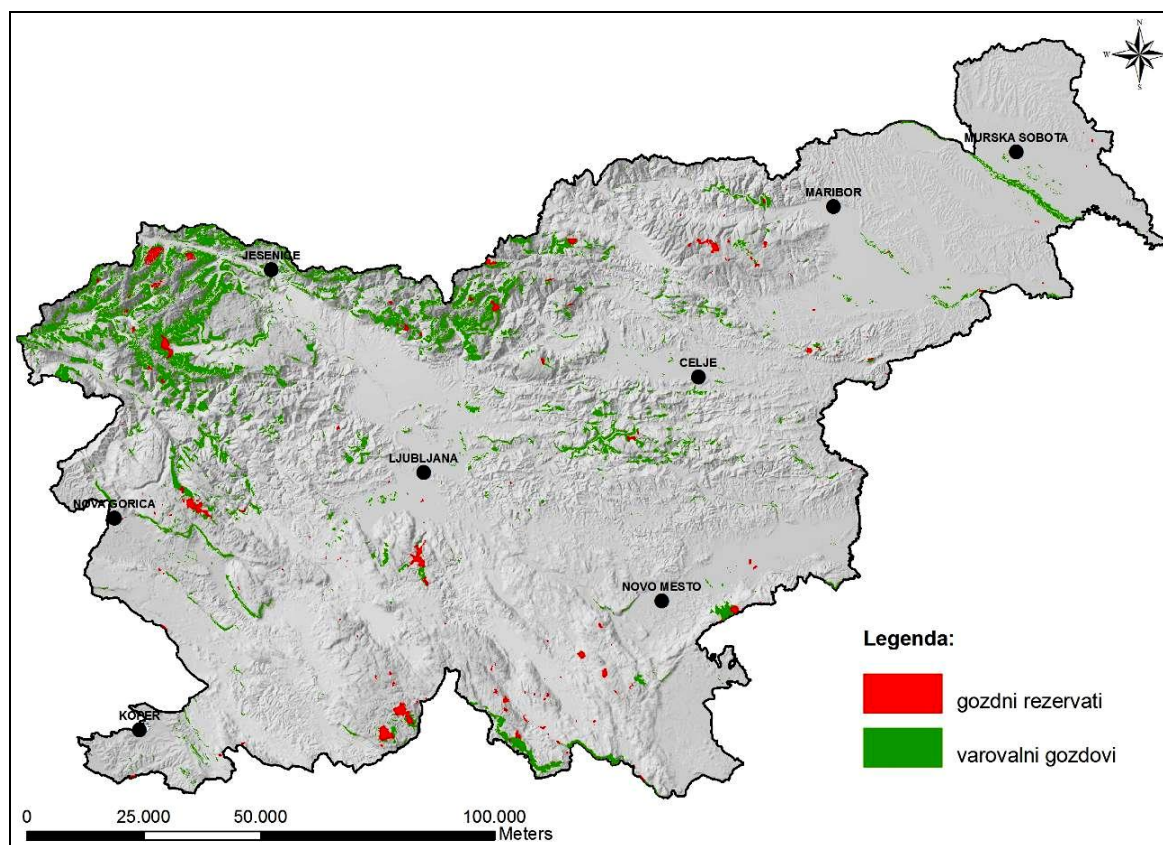 N
W
E
S
MURSKA SOBOTA
MARIBOR
JESENICE
CELJE
LJUBLJANA
NOVA GORICA
NOVO MESTO
KOPER
Legenda:
gozdni rezervati
varovalni gozdovi
0 25.000 50.000 100.000
Meters